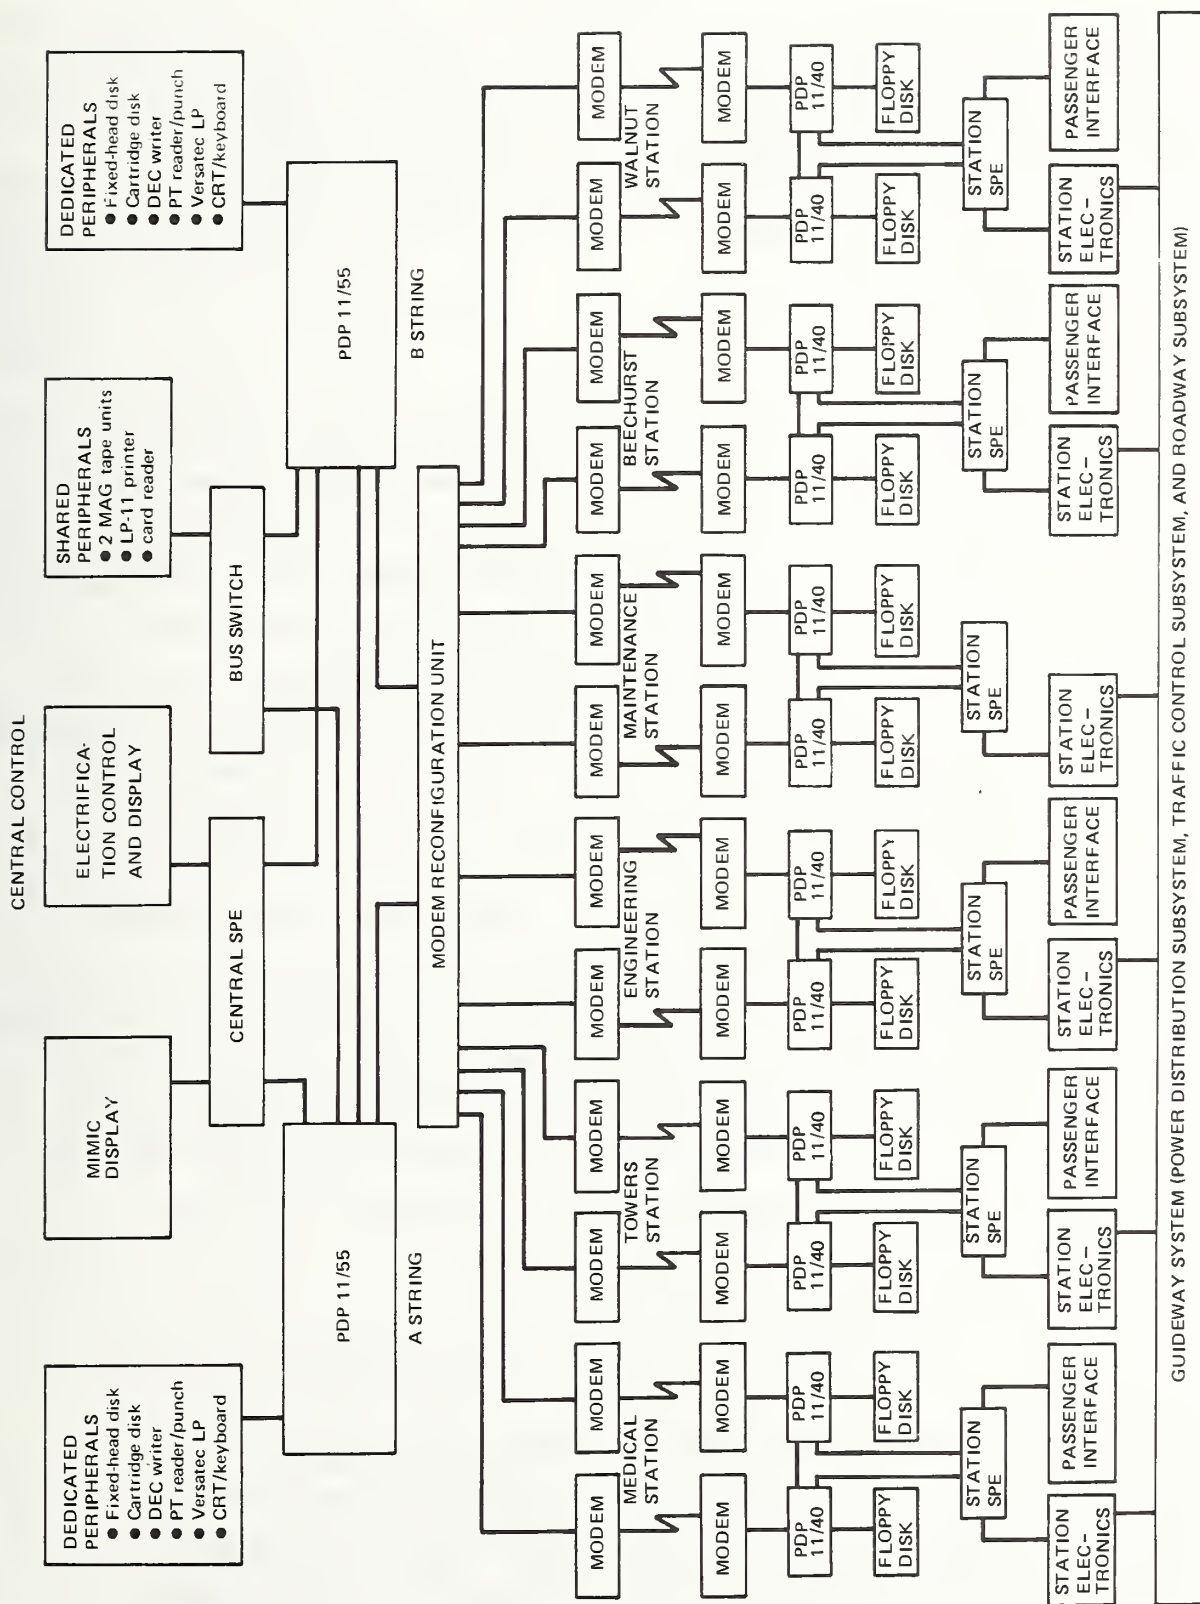 CENTRAL CONTROL
DEDICATED
PERIPHERALS
● Fixed-head disk
● Cartridge disk
● DEC writer
● PT reader/punch
● Versatec LP
● CRT/keyboard
MIMIC
DISPLAY
ELECTRIFICA-
TION CONTROL
AND DISPLAY
SHARED
PERIPHERALS
● 2 MAG tape units
● LP-11 printer
● card reader
DEDICATED
PERIPHERALS
● Fixed-head disk
● Cartridge disk
● DEC writer
● PT reader/punch
● Versatec LP
● CRT/keyboard
CENTRAL SPE
BUS SWITCH
PDP 11/55
PDP 11/55
A STRING
B STRING
MODEM RECONFIGURATION UNIT
MODEM
MODEM
MODEM
MODEM
MODEM
MODEM
MODEM
MODEM
MODEM
MODEM
MODEM
MODEM
MEDICAL
STATION
TOWERS
STATION
ENGINEERING
STATION
MAINTENANCE
STATION
BEECHURST
STATION
WALNUT
STATION
MODEM
MODEM
MODEM
MODEM
MODEM
MODEM
MODEM
MODEM
MODEM
MODEM
MODEM
MODEM
PDP
11/40
PDP
11/40
PDP
11/40
PDP
11/40
PDP
11/40
PDP
11/40
PDP
11/40
PDP
11/40
PDP
11/40
PDP
11/40
PDP
11/40
PDP
11/40
FLOPPY
DISK
FLOPPY
DISK
FLOPPY
DISK
FLOPPY
DISK
FLOPPY
DISK
FLOPPY
DISK
FLOPPY
DISK
FLOPPY
DISK
FLOPPY
DISK
FLOPPY
DISK
FLOPPY
DISK
FLOPPY
DISK
STATION
SPE
STATION
SPE
STATION
SPE
STATION
SPE
STATION
SPE
STATION
SPE
STATION
ELEC-
TRONICS
PASSENGER
INTERFACE
STATION
ELEC-
TRONICS
PASSENGER
INTERFACE
STATION
ELEC-
TRONICS
PASSENGER
INTERFACE
STATION
ELEC-
TRONICS
STATION
ELEC-
TRONICS
PASSENGER
INTERFACE
STATION
ELEC-
TRONICS
PASSENGER
INTERFACE
GUIDEWAY SYSTEM (POWER DISTRIBUTION SUBSYSTEM, TRAFFIC CONTROL SUBSYSTEM, AND ROADWAY SUBSYSTEM)